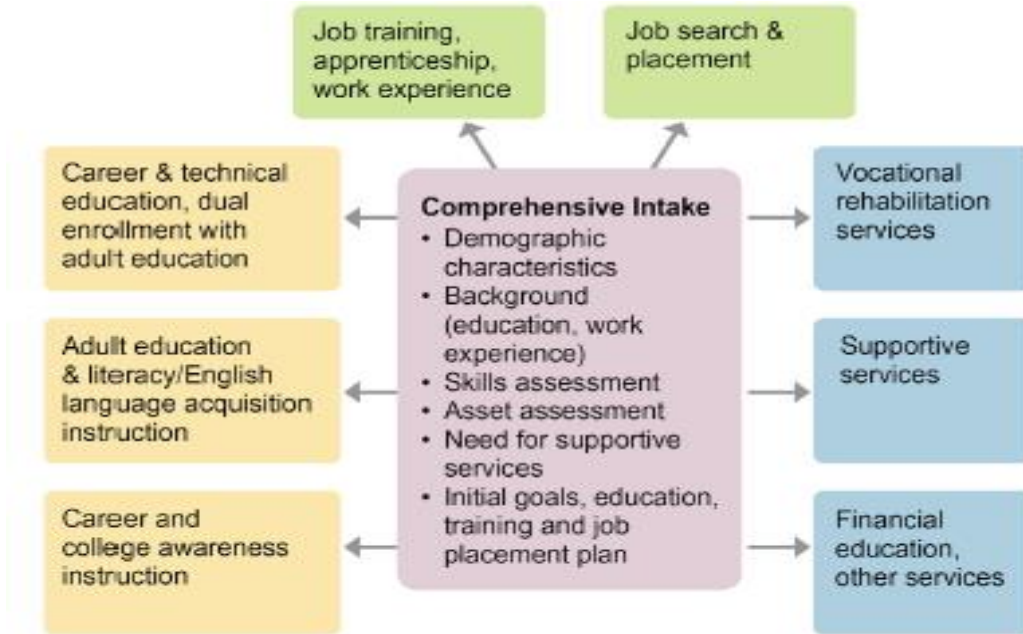 Job training,
apprenticeship,
work experience
Job search &
placement
Career & technical
education, dual
enrollment with
adult education
Adult education
& literacy/English
language acquisition
instruction
Career and
college awareness
instruction
Comprehensive Intake
• Demographic
characteristics
• Background
(education, work
experience)
• Skills assessment
• Asset assessment
• Need for supportive
services
• Initial goals, education,
training and job
placement plan
Vocational
rehabilitation
services
Supportive
services
Financial
education,
other services